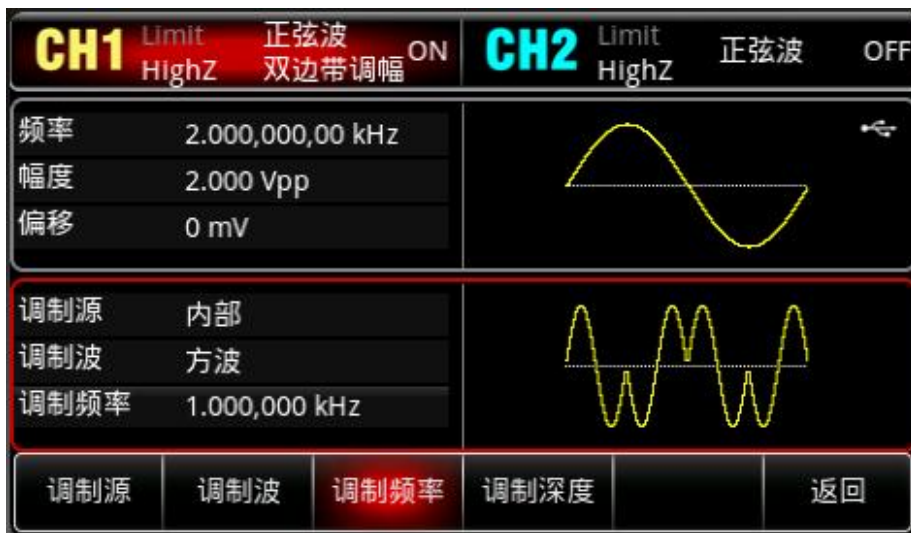 CH1 Limit HighZ 正弦波 双边带调幅 ON CH2 Limit HighZ 正弦波 OFF
频率 2.000,000,00 kHz
幅度 2.000 Vpp
偏移 0 mV
调制源 内部
调制波 方波
调制频率 1.000,000 kHz
调制源 调制波 调制频率 调制深度 返回